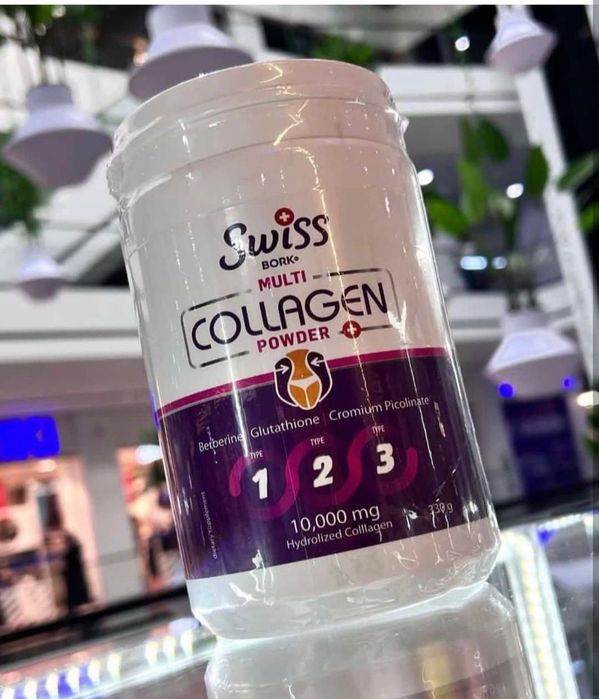 Swiss
BORK®
MULTI
COLLAGEN
POWDER
Berberine Glutathione Cromium Picolinate
TYPE TYPE TYPE
1 2 3
10,000 mg
Hydrolized Collagen
330 g